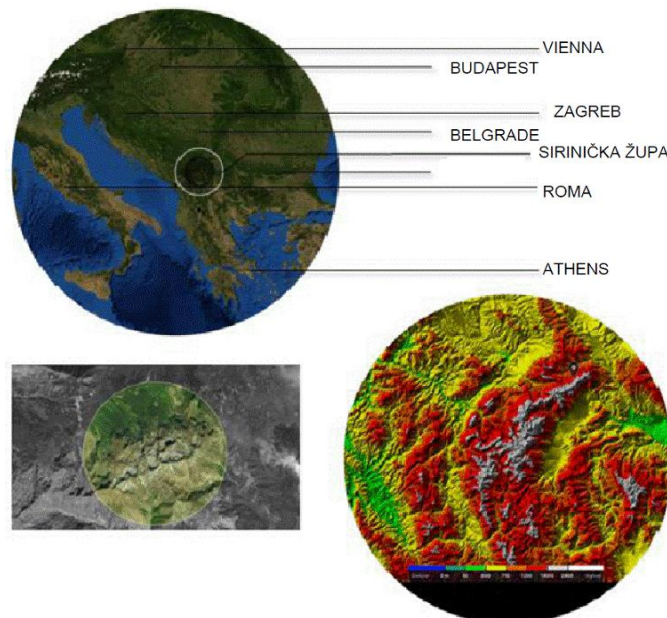 VIENNA
BUDAPEST
ZAGREB
BELGRADE
SIRINIČKA ŽUPA
ROMA
ATHENS